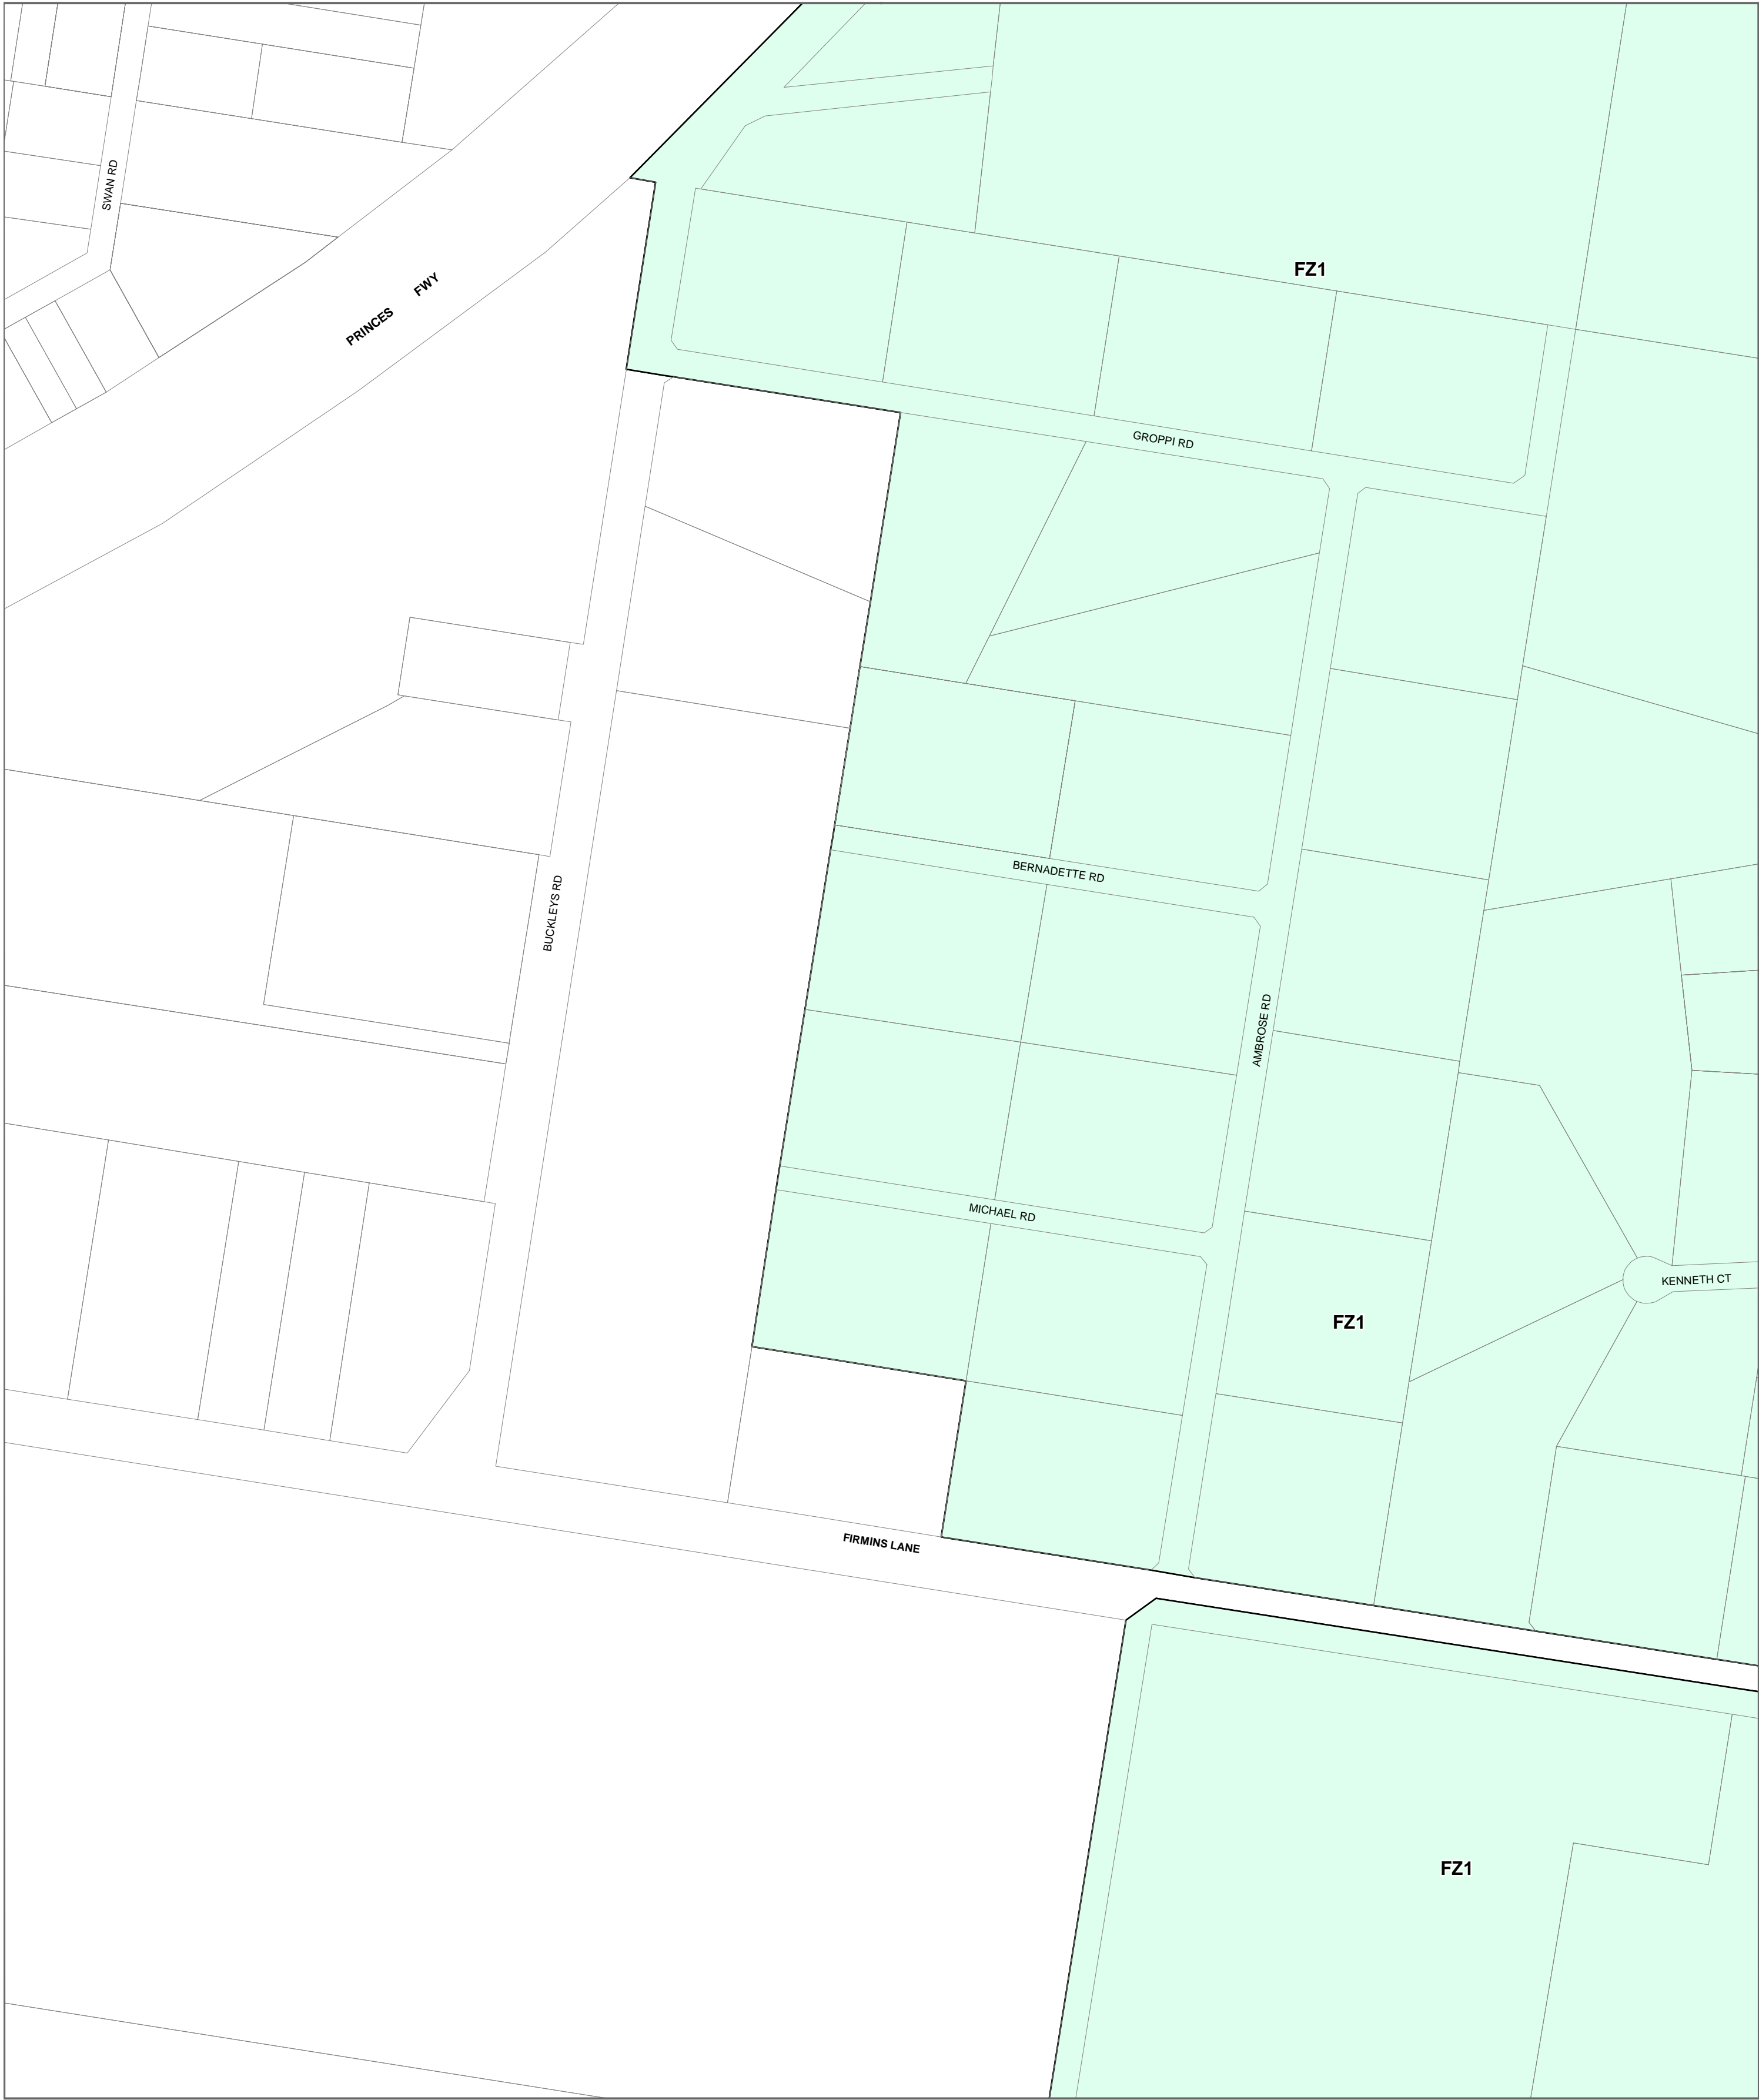 SWAN RD
FZ1
PRINCES FWY
GROPPI RD
BERNADETTE RD
BUCKLEYS RD
AMBROSE RD
MICHAEL RD
KENNETH CT
FZ1
FIRMINS LANE
FZ1